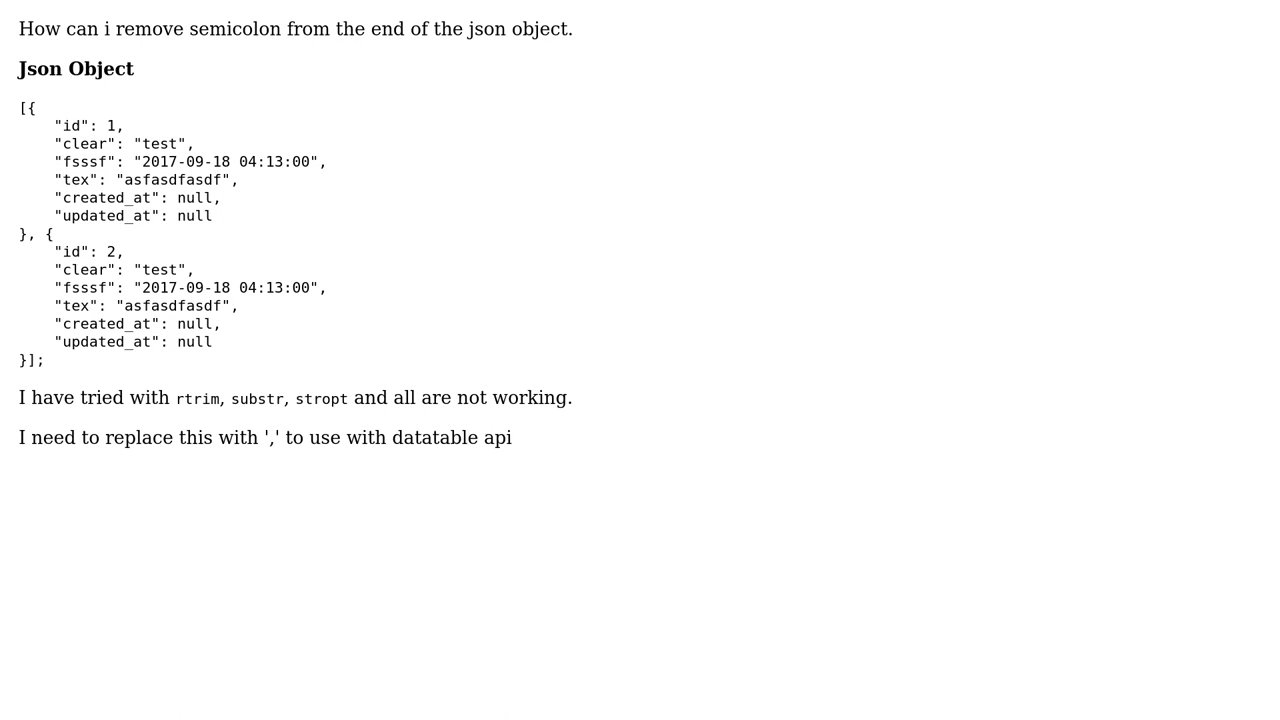 How can i remove semicolon from the end of the json object.
Json Object
[{
    "id": 1,
    "clear": "test",
    "fsssf": "2017-09-18 04:13:00",
    "tex": "asfasdfasdf",
    "created_at": null,
    "updated_at": null
}, {
    "id": 2,
    "clear": "test",
    "fsssf": "2017-09-18 04:13:00",
    "tex": "asfasdfasdf",
    "created_at": null,
    "updated_at": null
}];
I have tried with rtrim, substr, stropt and all are not working.
I need to replace this with ',' to use with datatable api